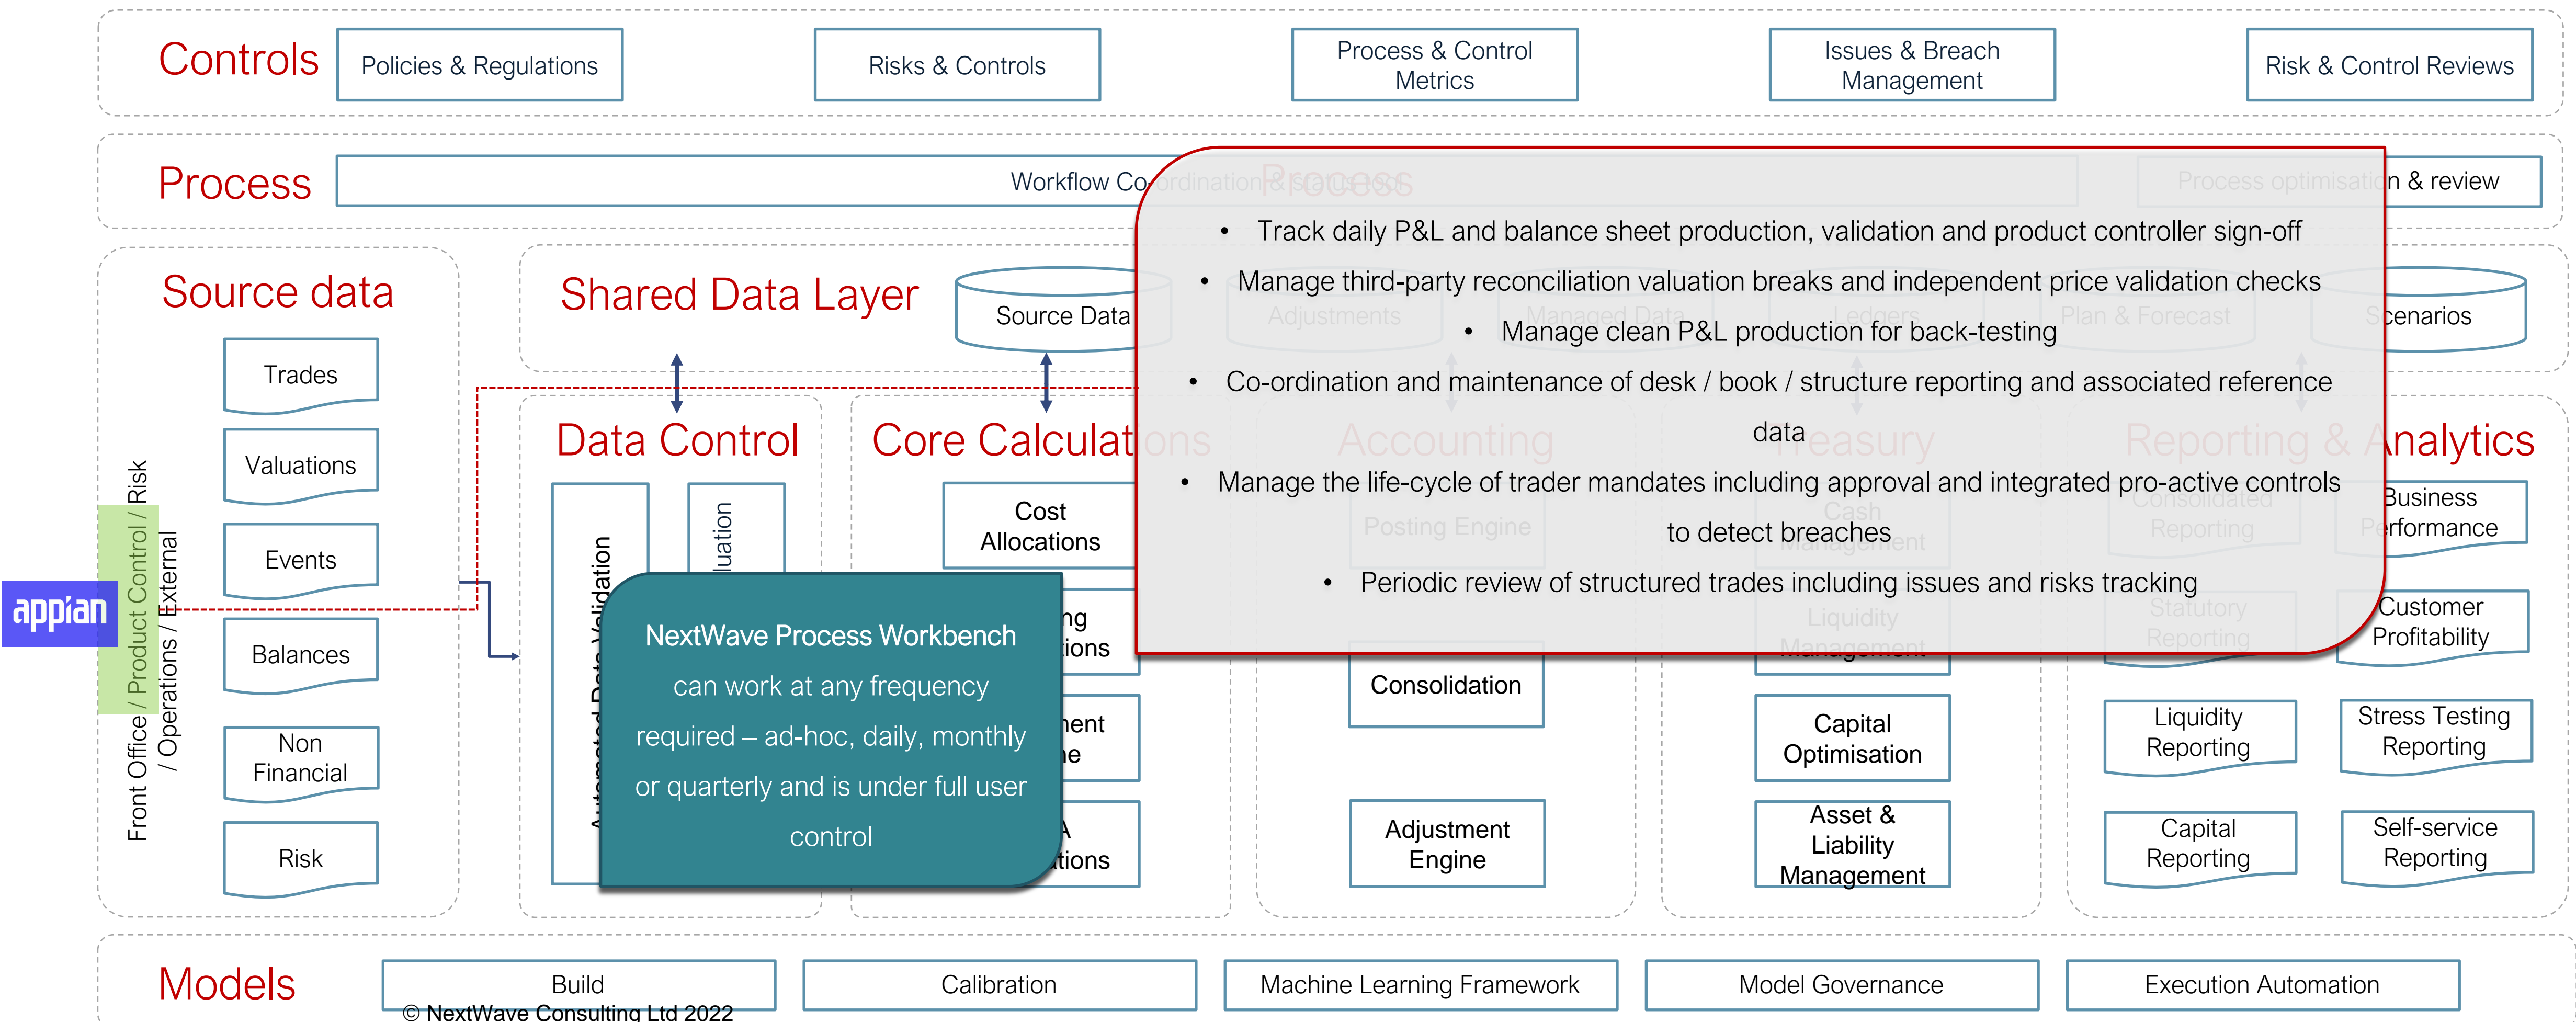 Controls
Policies & Regulations
Risks & Controls
Process & Control
Metrics
Issues & Breach
Management
Risk & Control Reviews
Process
Workflow Co-ordination & status
Process optimisation & review
Process
• Track daily P&L and balance sheet production, validation and product controller sign-off
• Manage third-party reconciliation valuation breaks and independent price validation checks
• Manage clean P&L production for back-testing
• Co-ordination and maintenance of desk / book / structure reporting and associated reference
data
• Manage the life-cycle of trader mandates including approval and integrated pro-active controls
to detect breaches
• Periodic review of structured trades including issues and risks tracking
Source data
Trades
Valuations
Events
Balances
Non
Financial
Risk
Front Office / Product Control / Risk
/ Operations / External
appian
Shared Data Layer
Source Data
Adjustments
Managed Data
Ledgers
Plan & Forecast
Scenarios
Data Control
Automated Data Validation
luation
NextWave Process Workbench
can work at any frequency
required – ad-hoc, daily, monthly
or quarterly and is under full user
control
Core Calculations
Cost
Allocations
ng
ions
ent
e
A
tions
Accounting
Posting Engine
Consolidation
Adjustment
Engine
Treasury
Cash
Management
Liquidity
Management
Capital
Optimisation
Asset &
Liability
Management
Reporting & Analytics
Consolidated
Reporting
Business
Performance
Statutory
Reporting
Customer
Profitability
Liquidity
Reporting
Stress Testing
Reporting
Capital
Reporting
Self-service
Reporting
Models
Build
Calibration
Machine Learning Framework
Model Governance
Execution Automation
© NextWave Consulting Ltd 2022